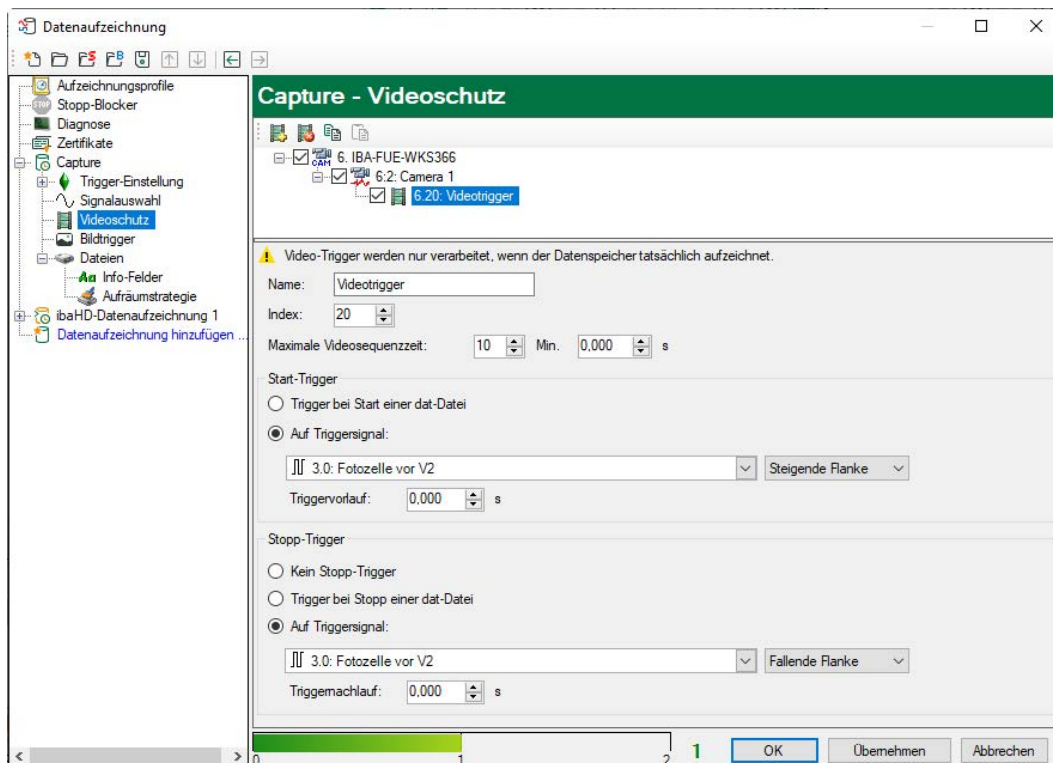 Datenaufzeichnung
Aufzeichnungsprofile
STOP Stopp-Blocker
Diagnose
Zertifikate
Capture
Trigger-Einstellung
Signalauswahl
Videoschutz
Bildtrigger
Dateien
Aa Info-Felder
Aufräumstrategie
ibaHD-Datenaufzeichnung 1
Datenaufzeichnung hinzufügen ...
Capture - Videoschutz
CAM 6. IBA-FUE-WKS366
6:2: Camera 1
6.20: Videotrigger
Video-Trigger werden nur verarbeitet, wenn der Datenspeicher tatsächlich aufzeichnet.
Name: Videotrigger
Index: 20
Maximale Videosequenzzeit: 10 Min. 0,000 s
Start-Trigger
Trigger bei Start einer dat-Datei
Auf Triggersignal:
3.0: Fotozelle vor V2 Steigende Flanke
Triggervorlauf: 0,000 s
Stopp-Trigger
Kein Stopp-Trigger
Trigger bei Stopp einer dat-Datei
Auf Triggersignal:
3.0: Fotozelle vor V2 Fallende Flanke
Triggernachlauf: 0,000 s
0 1 2 1 OK Übernehmen Abbrechen